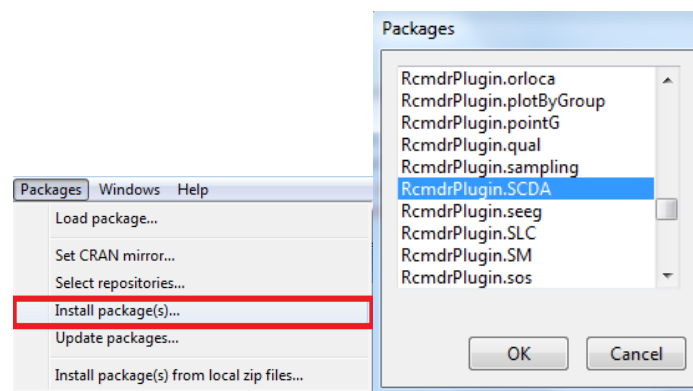 Packages Windows Help
Load package...
Set CRAN mirror...
Select repositories...
Install package(s)...
Update packages...
Install package(s) from local zip files...
Packages
RcmdrPlugin.orloca
RcmdrPlugin.plotByGroup
RcmdrPlugin.pointG
RcmdrPlugin.qual
RcmdrPlugin.sampling
RcmdrPlugin.SCDA
RcmdrPlugin.seeg
RcmdrPlugin.SLC
RcmdrPlugin.SM
RcmdrPlugin.sos
OK Cancel